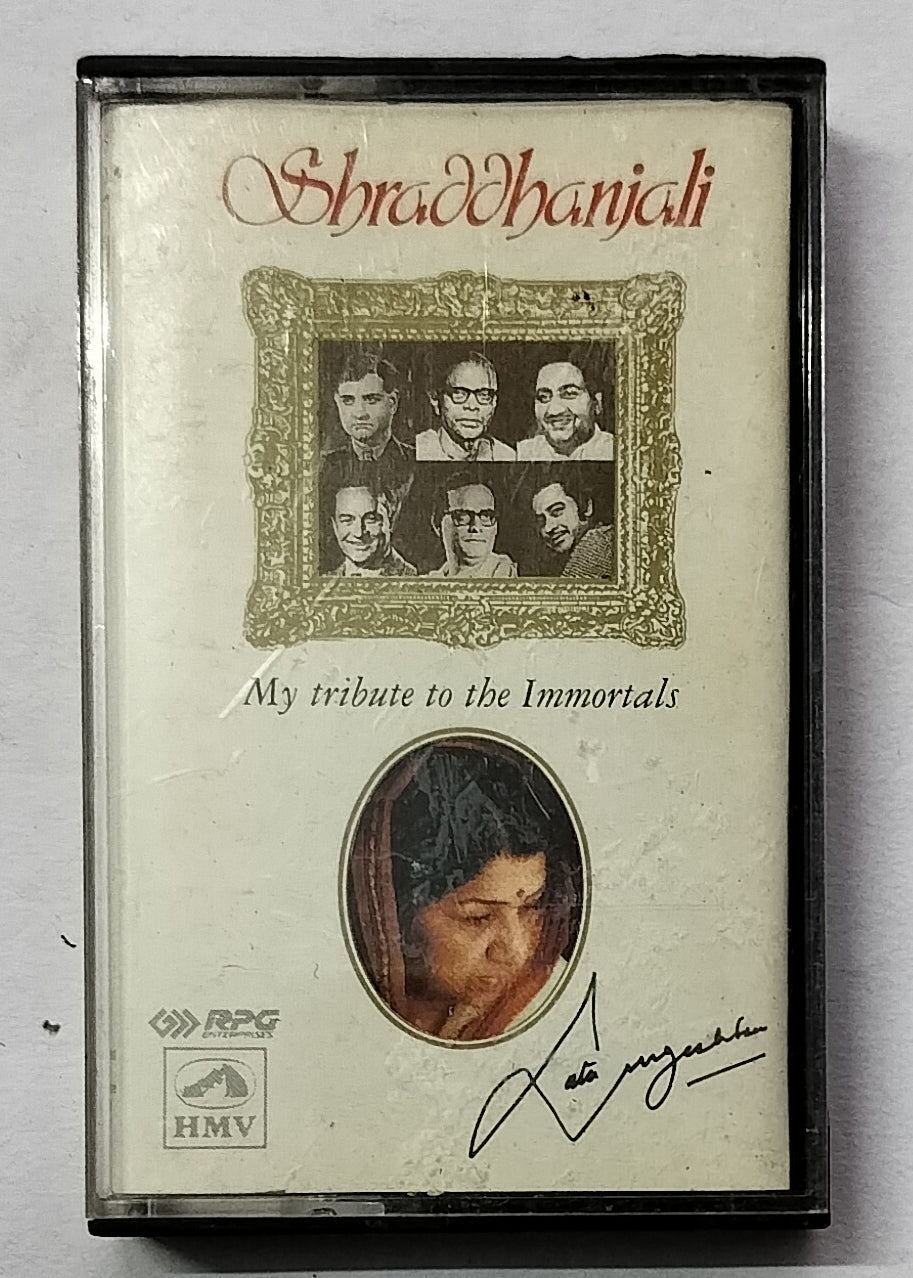 Shraddhanjali
My tribute to the Immortals
RPG
ENTERPRISES
HMV
Lata Mangeshkar